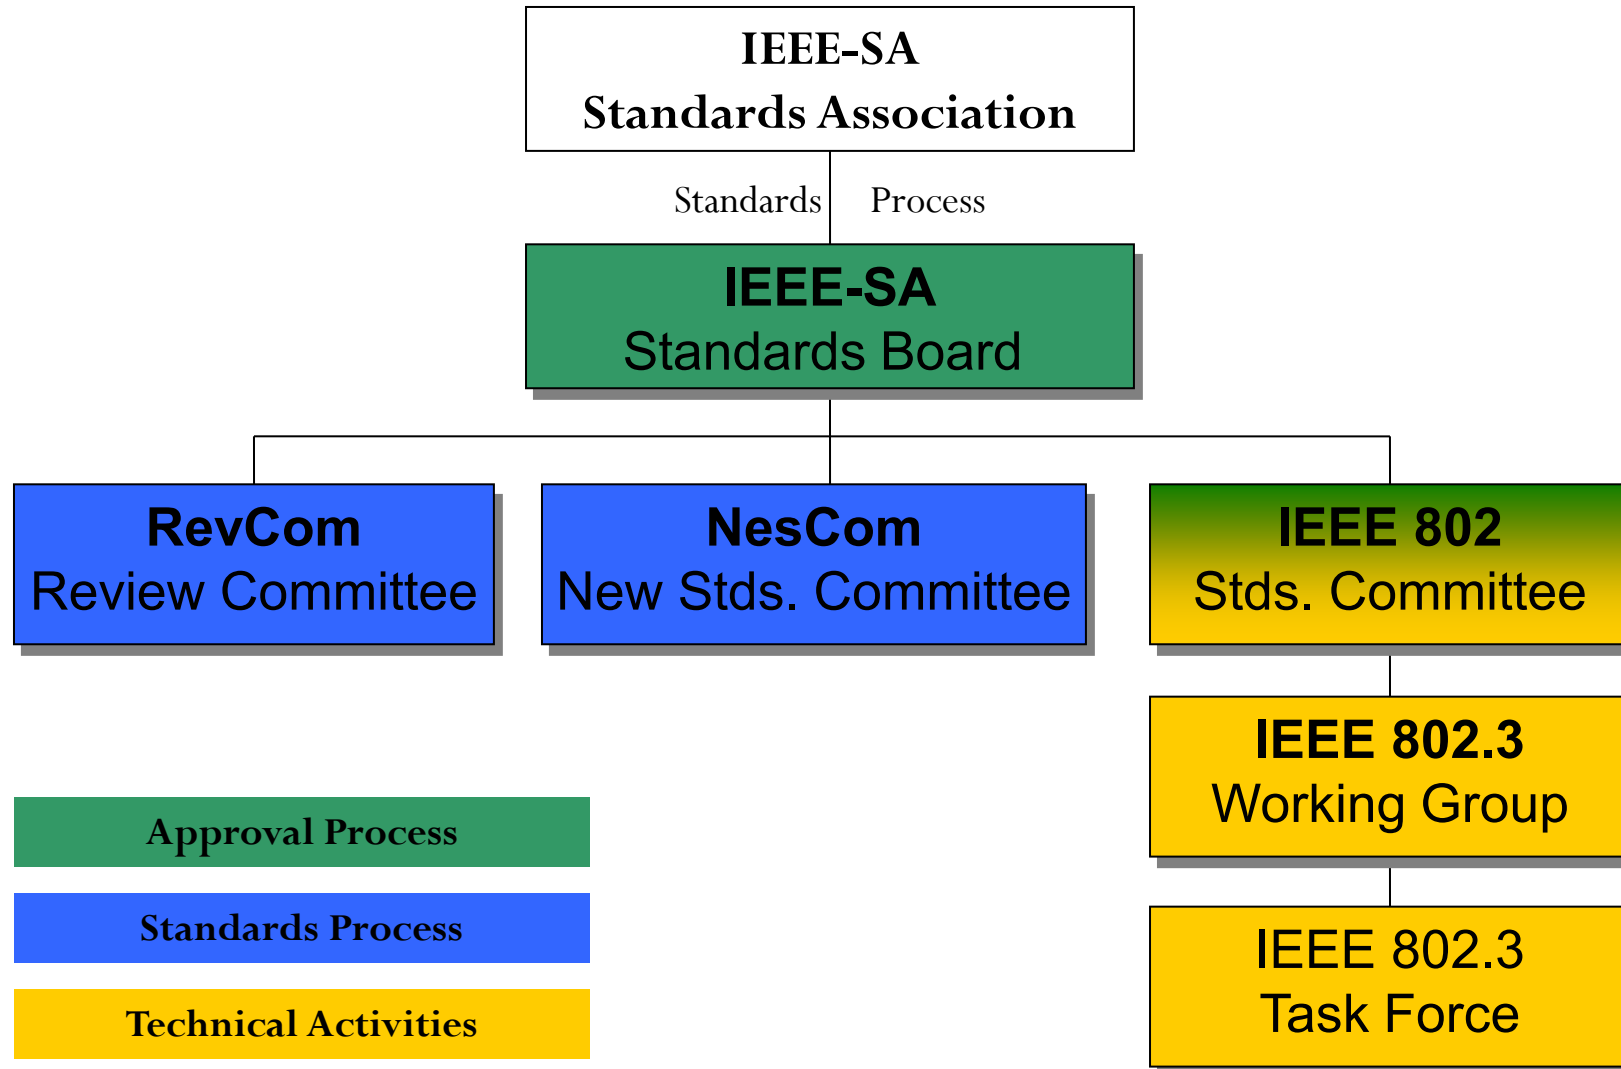 IEEE-SA
Standards Association
Standards Process
IEEE-SA
Standards Board
RevCom
Review Committee
NesCom
New Stds. Committee
IEEE 802
Stds. Committee
IEEE 802.3
Working Group
IEEE 802.3
Task Force
Approval Process
Standards Process
Technical Activities